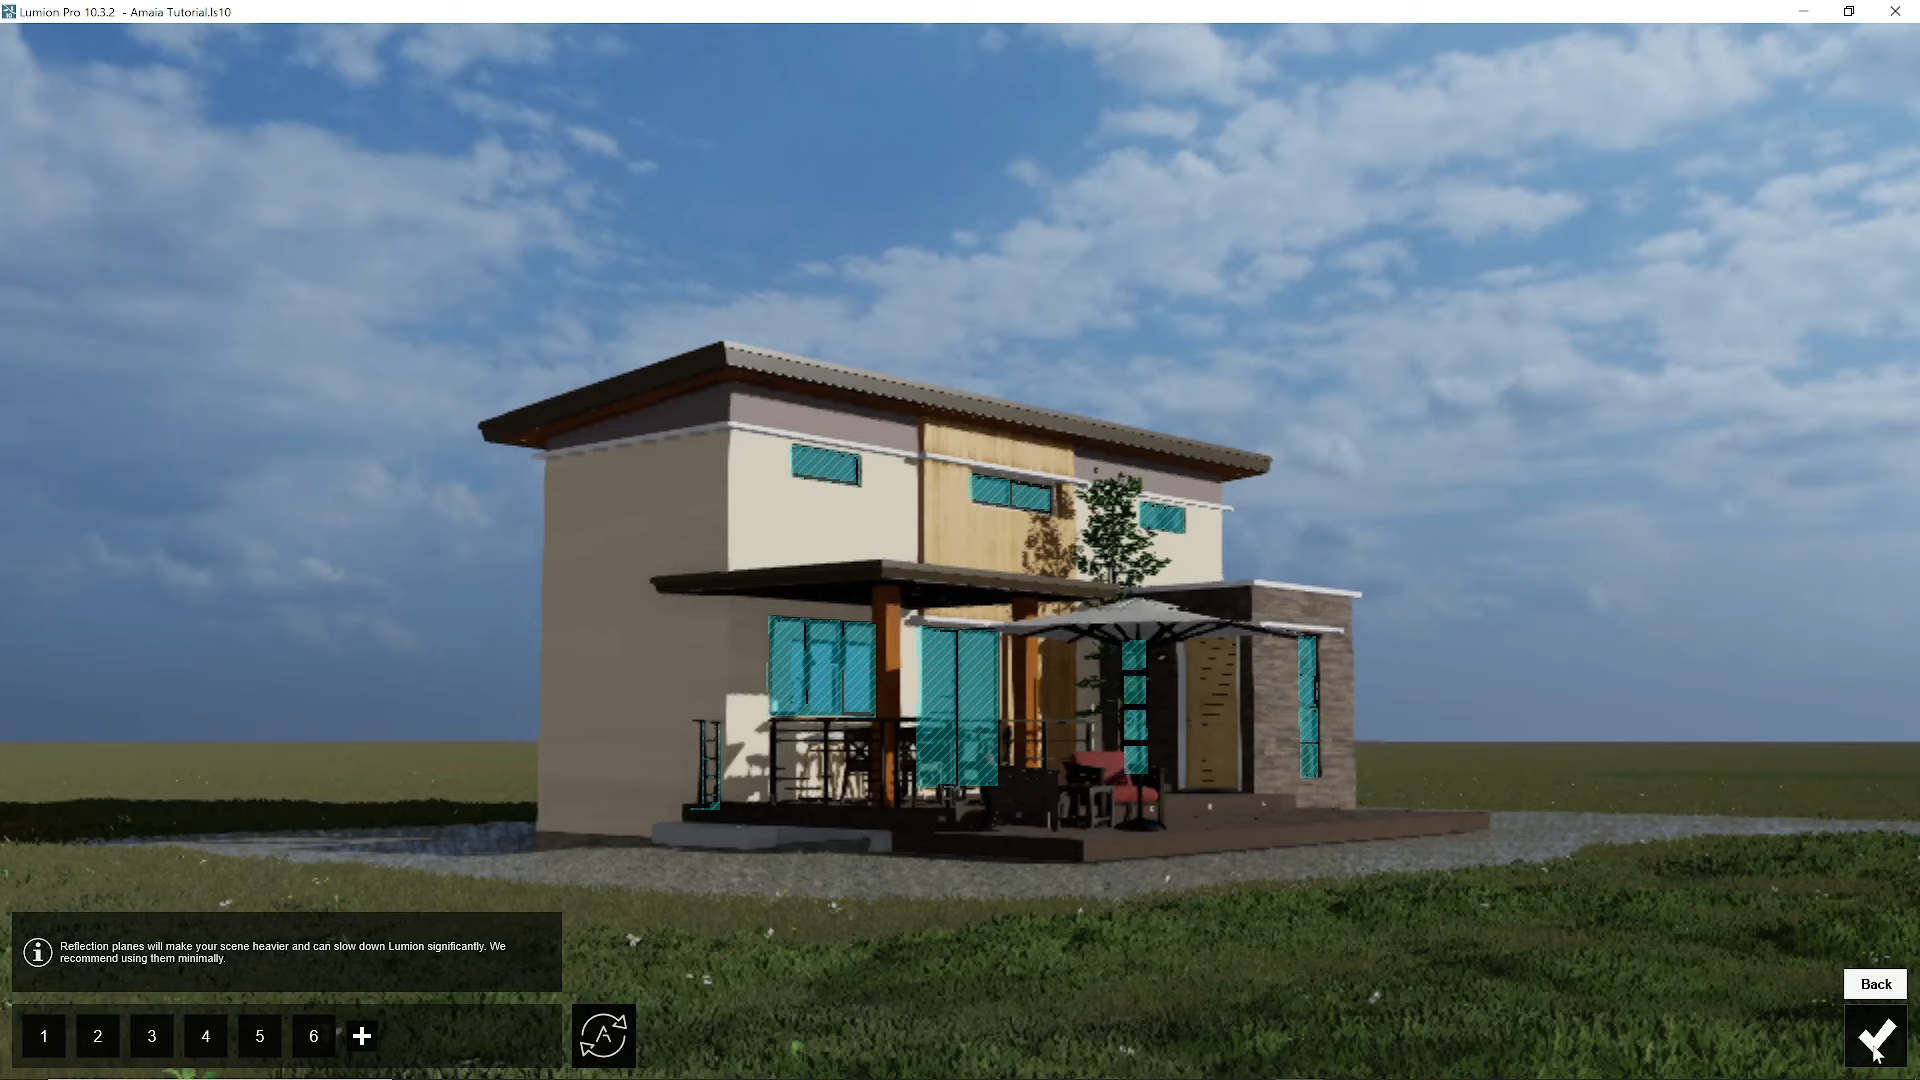 Lumion Pro 10.3.2 - Amaia Tutorial.ls10
Reflection planes will make your scene heavier and can slow down Lumion significantly. We
recommend using them minimally.
Back
1 2 3 4 5 6 +
A